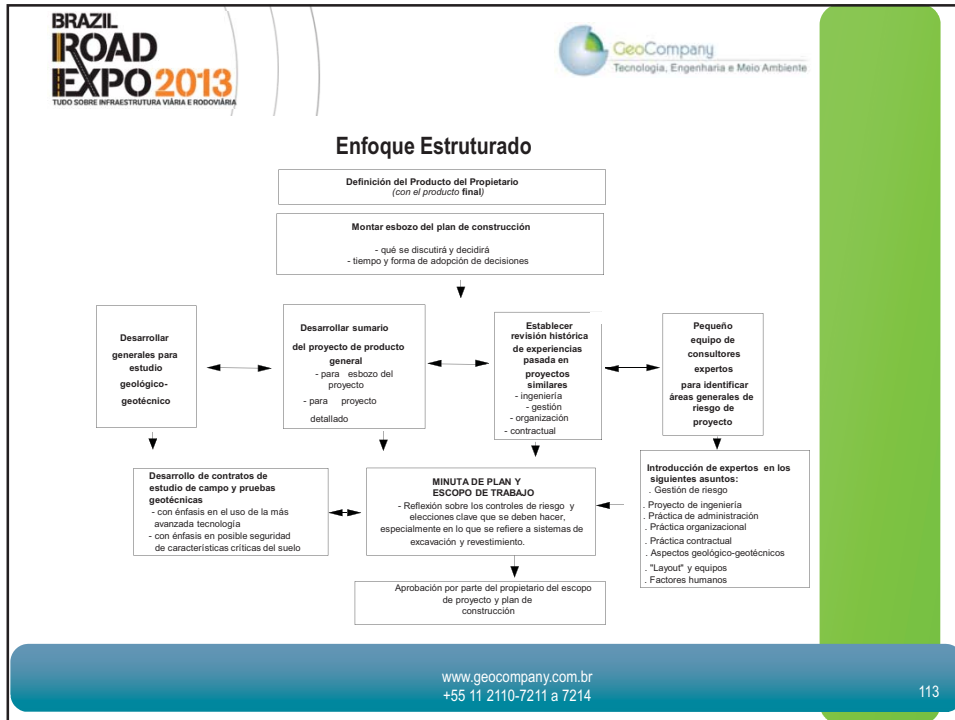 BRAZIL
ROAD
EXPO 2013
TUDO SOBRE INFRAESTRUTURA VIÁRIA E RODOVIÁRIA
GeoCompany
Tecnologia, Engenharia e Meio Ambiente
Enfoque Estruturado
Definición del Producto del Propietario
(con el producto final)
Montar esbozo del plan de construcción
- qué se discutirá y decidirá
- tiempo y forma de adopción de decisiones
Desarrollar
generales para
estudio
geológico-
geotécnico
Desarrollar sumario
del proyecto de producto
general
- para esbozo del
proyecto
- para proyecto
detallado
Establecer
revisión histórica
de experiencias
pasada en
proyectos
similares
- ingeniería
- gestión
- organización
- contractual
Pequeño
equipo de
consultores
expertos
para identificar
áreas generales de
riesgo de
proyecto
Desarrollo de contratos de
estudio de campo y pruebas
geotécnicas
- con énfasis en el uso de la más
avanzada tecnología
- con énfasis en posible seguridad
de características críticas del suelo
MINUTA DE PLAN Y
ESCOPO DE TRABAJO
- Reflexión sobre los controles de riesgo y
elecciones clave que se deben hacer,
especialmente en lo que se refiere a sistemas de
excavación y revestimiento.
Introducción de expertos en los
siguientes asuntos:
. Gestión de riesgo
. Proyecto de ingeniería
. Práctica de administración
. Práctica organizacional
. Práctica contractual
. Aspectos geológico-geotécnicos
. "Layout" y equipos
. Factores humanos
Aprobación por parte del propietario del escopo
de proyecto y plan de
construcción
www.geocompany.com.br
+55 11 2110-7211 a 7214
113